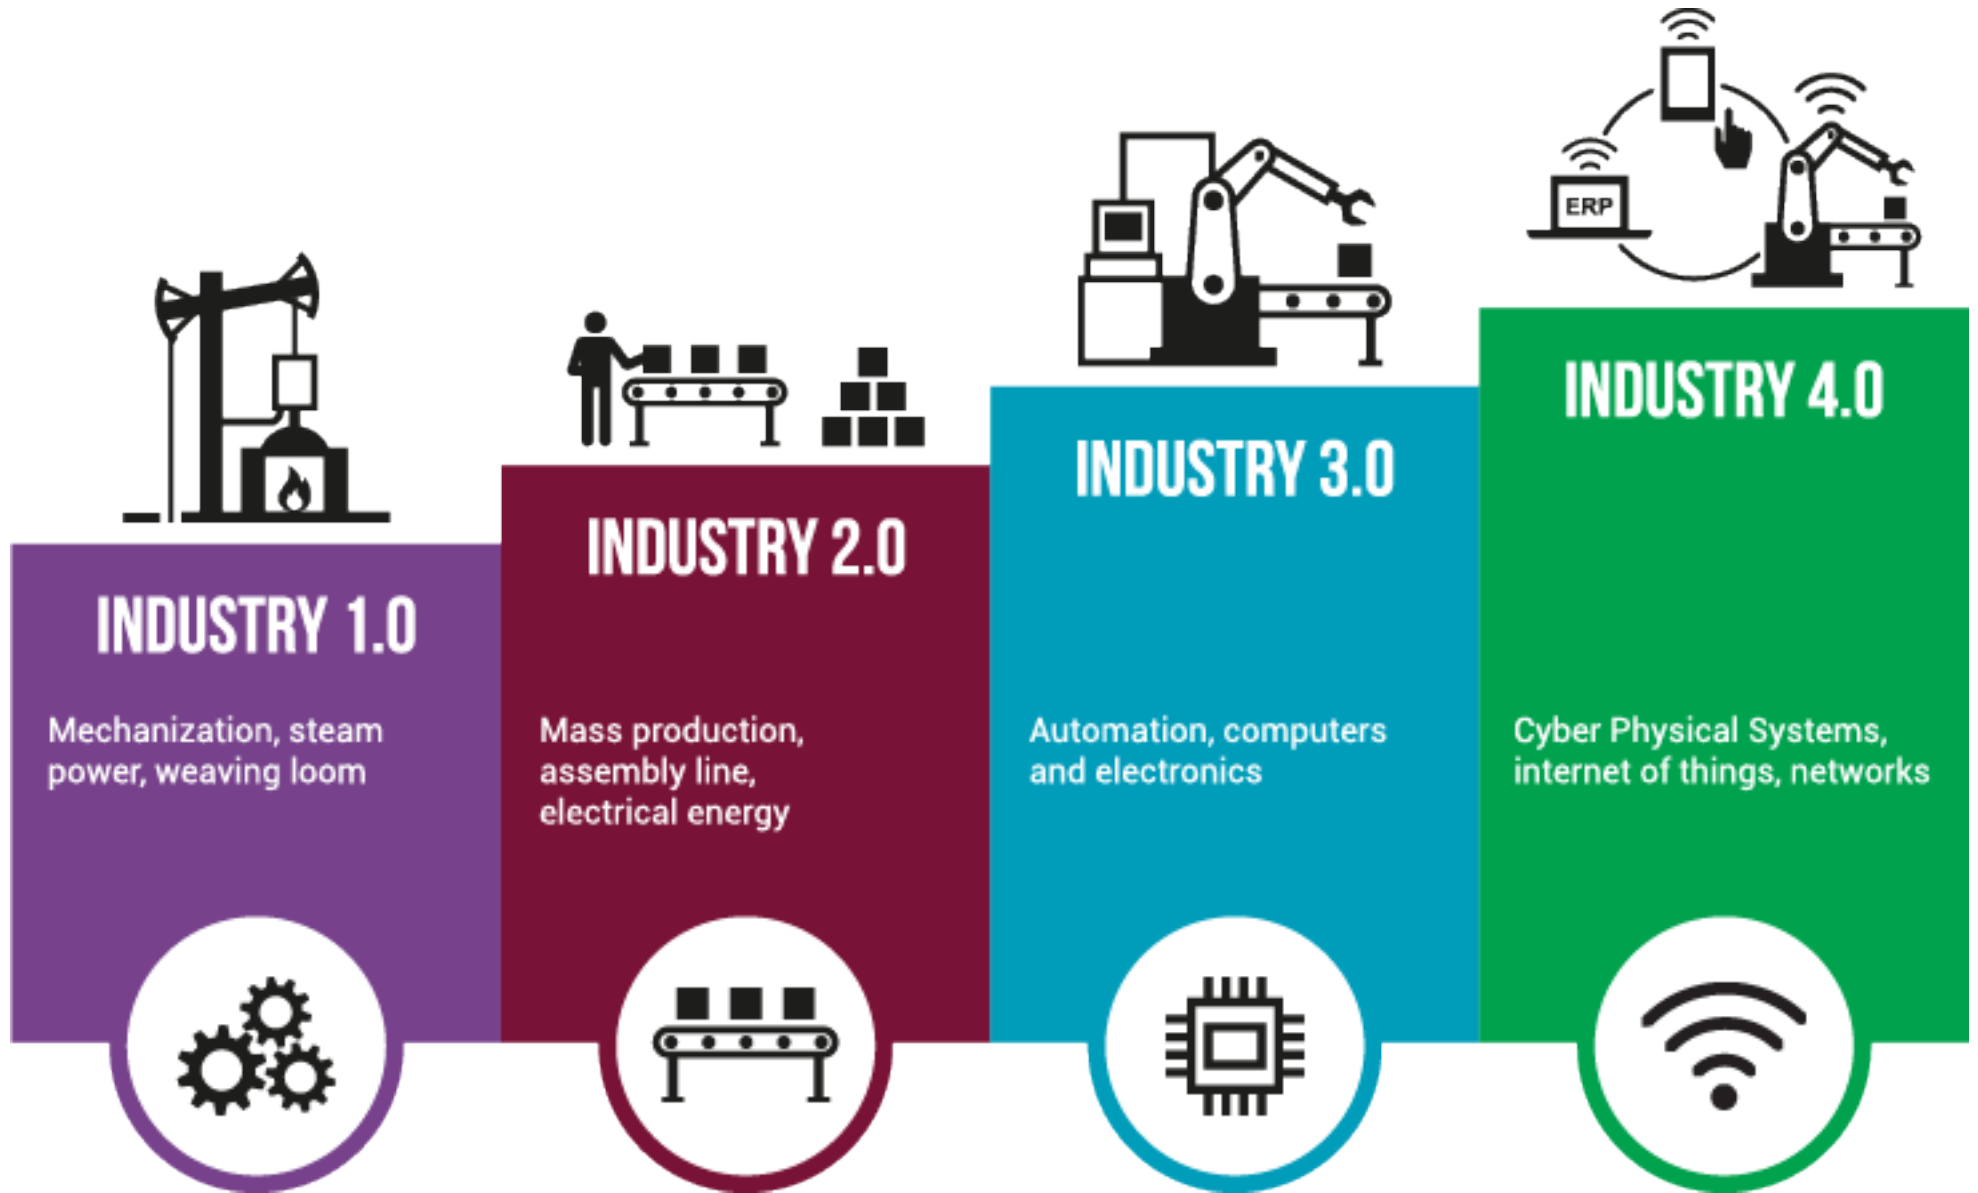 ERP
INDUSTRY 1.0
Mechanization, steam
power, weaving loom
INDUSTRY 2.0
Mass production,
assembly line,
electrical energy
INDUSTRY 3.0
Automation, computers
and electronics
INDUSTRY 4.0
Cyber Physical Systems,
internet of things, networks